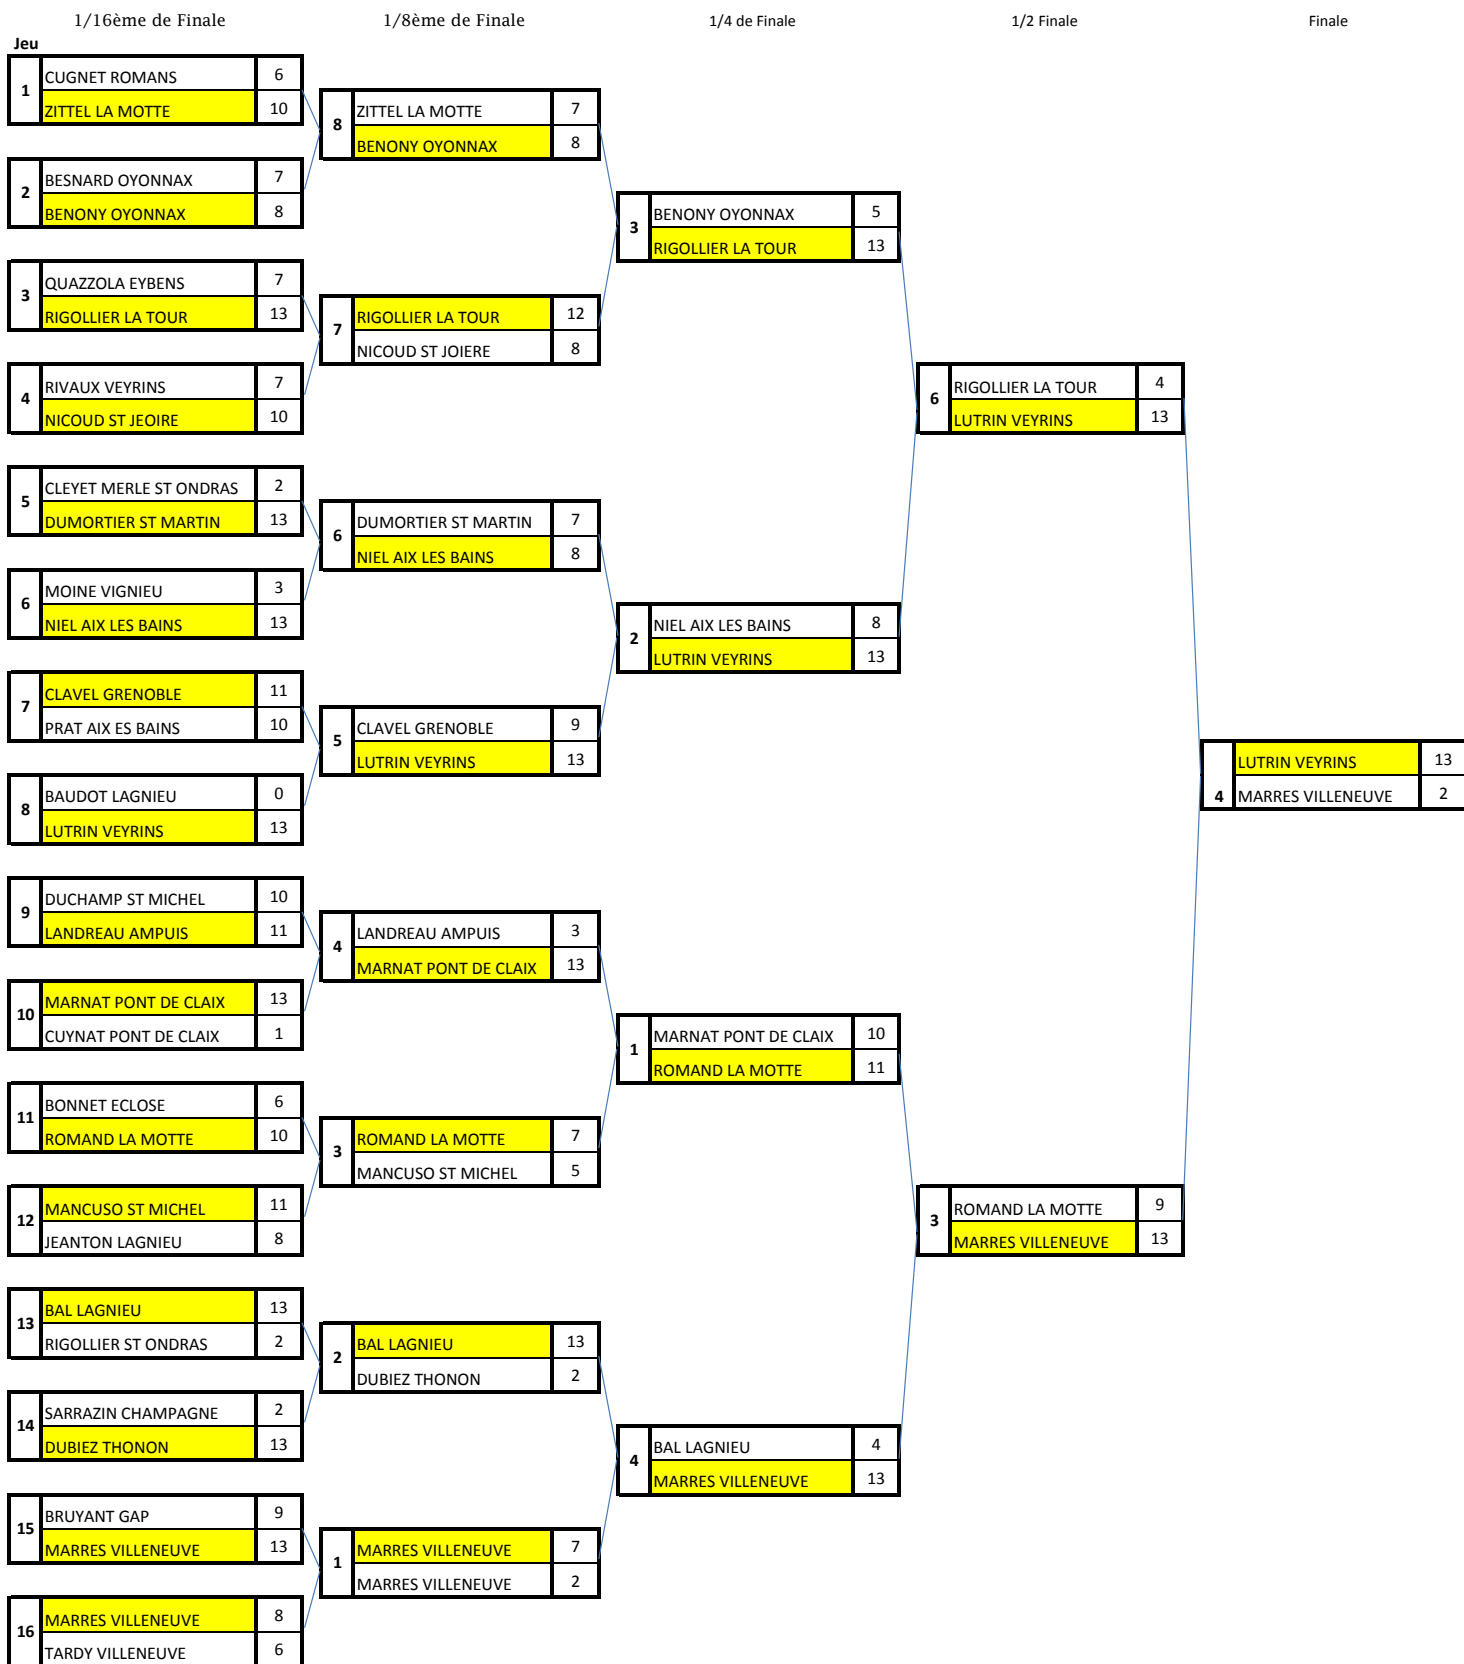 1/16ème de Finale 1/8ème de Finale 1/4 de Finale 1/2 Finale Finale
Jeu
1 CUGNET ROMANS 6
ZITTEL LA MOTTE 10
2 BESNARD OYONNAX 7
BENONY OYONNAX 8
3 QUAZZOLA EYBENS 7
RIGOLLIER LA TOUR 13
4 RIVAUX VEYRINS 7
NICOUD ST JEOIRE 10
5 CLEYET MERLE ST ONDRAS 2
DUMORTIER ST MARTIN 13
6 MOINE VIGNIEU 3
NIEL AIX LES BAINS 13
7 CLAVEL GRENOBLE 11
PRAT AIX ES BAINS 10
8 BAUDOT LAGNIEU 0
LUTRIN VEYRINS 13
9 DUCHAMP ST MICHEL 10
LANDREAU AMPUIS 11
10 MARNAT PONT DE CLAIX 13
CUYNAT PONT DE CLAIX 1
11 BONNET ECLOSE 6
ROMAND LA MOTTE 10
12 MANCUSO ST MICHEL 11
JEANTON LAGNIEU 8
13 BAL LAGNIEU 13
RIGOLLIER ST ONDRAS 2
14 SARRAZIN CHAMPAGNE 2
DUBIEZ THONON 13
15 BRUYANT GAP 9
MARRES VILLENEUVE 13
16 MARRES VILLENEUVE 8
TARDY VILLENEUVE 6
8 ZITTEL LA MOTTE 7
BENONY OYONNAX 8
7 RIGOLLIER LA TOUR 12
NICOUD ST JOIERE 8
6 DUMORTIER ST MARTIN 7
NIEL AIX LES BAINS 8
5 CLAVEL GRENOBLE 9
LUTRIN VEYRINS 13
4 LANDREAU AMPUIS 3
MARNAT PONT DE CLAIX 13
3 ROMAND LA MOTTE 7
MANCUSO ST MICHEL 5
2 BAL LAGNIEU 13
DUBIEZ THONON 2
1 MARRES VILLENEUVE 7
MARRES VILLENEUVE 2
3 BENONY OYONNAX 5
RIGOLLIER LA TOUR 13
2 NIEL AIX LES BAINS 8
LUTRIN VEYRINS 13
1 MARNAT PONT DE CLAIX 10
ROMAND LA MOTTE 11
4 BAL LAGNIEU 4
MARRES VILLENEUVE 13
6 RIGOLLIER LA TOUR 4
LUTRIN VEYRINS 13
3 ROMAND LA MOTTE 9
MARRES VILLENEUVE 13
LUTRIN VEYRINS 13
4 MARRES VILLENEUVE 2